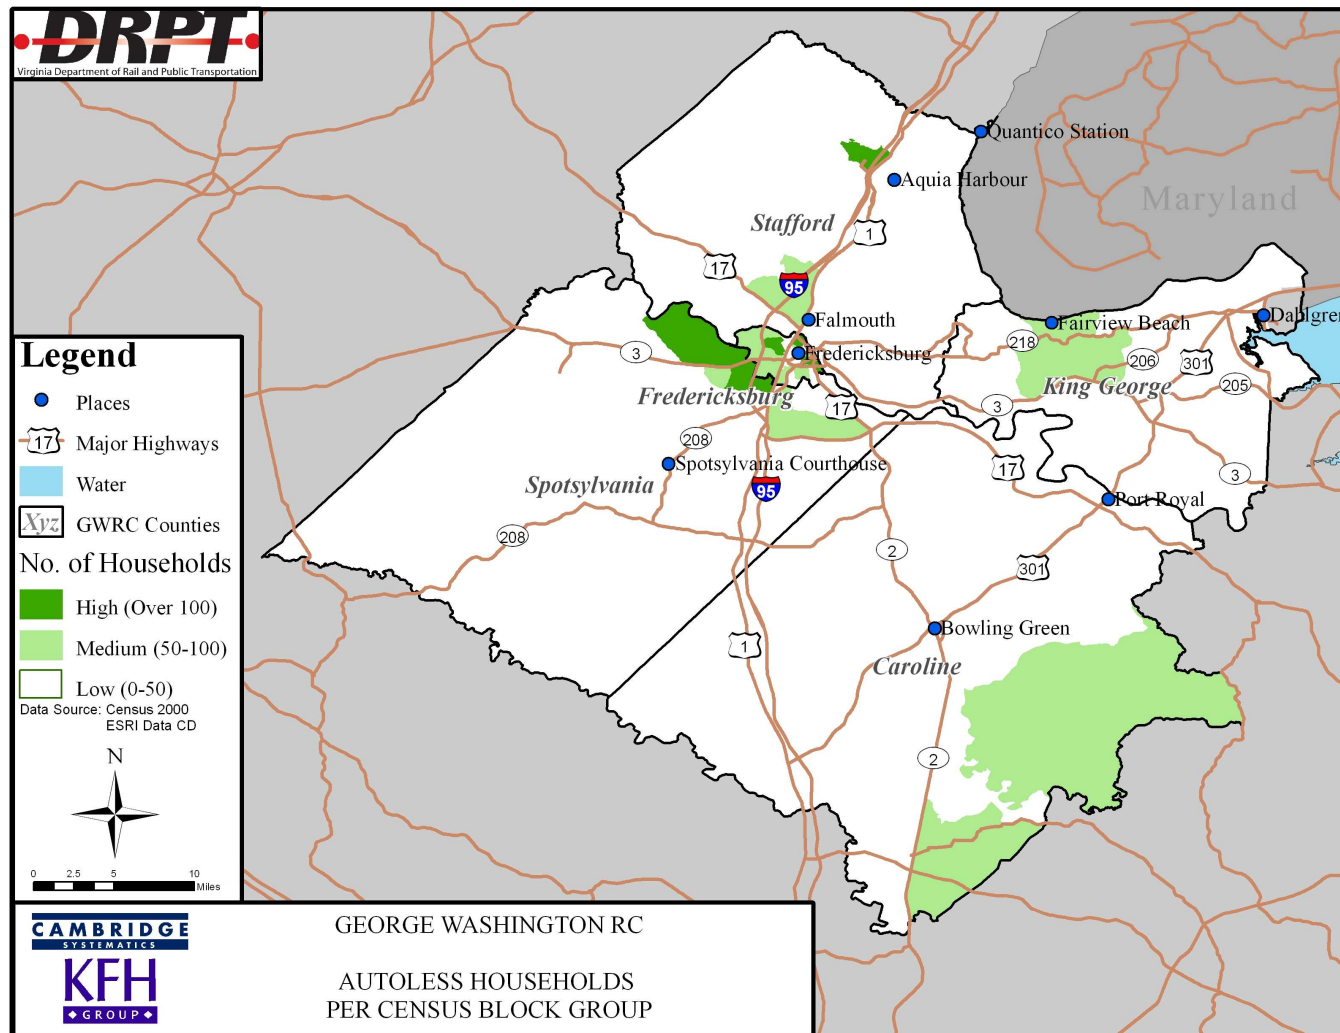 DRPT
Virginia Department of Rail and Public Transportation
Quantico Station
Aquia Harbour
Maryland
Stafford
1
17
95
Falmouth
Fairview Beach
Dahlgren
218
3
Fredericksburg
206
301
205
King George
Fredericksburg
17
3
208
Spotsylvania Courthouse
17
3
Spotsylvania
95
Port Royal
208
2
301
Bowling Green
1
Caroline
2
Legend
Places
17 Major Highways
Water
Xyz GWRC Counties
No. of Households
High (Over 100)
Medium (50-100)
Low (0-50)
Data Source: Census 2000
ESRI Data CD
N
0 2.5 5 10
Miles
CAMBRIDGE
SYSTEMATICS
KFH
GROUP
GEORGE WASHINGTON RC
AUTOLESS HOUSEHOLDS
PER CENSUS BLOCK GROUP